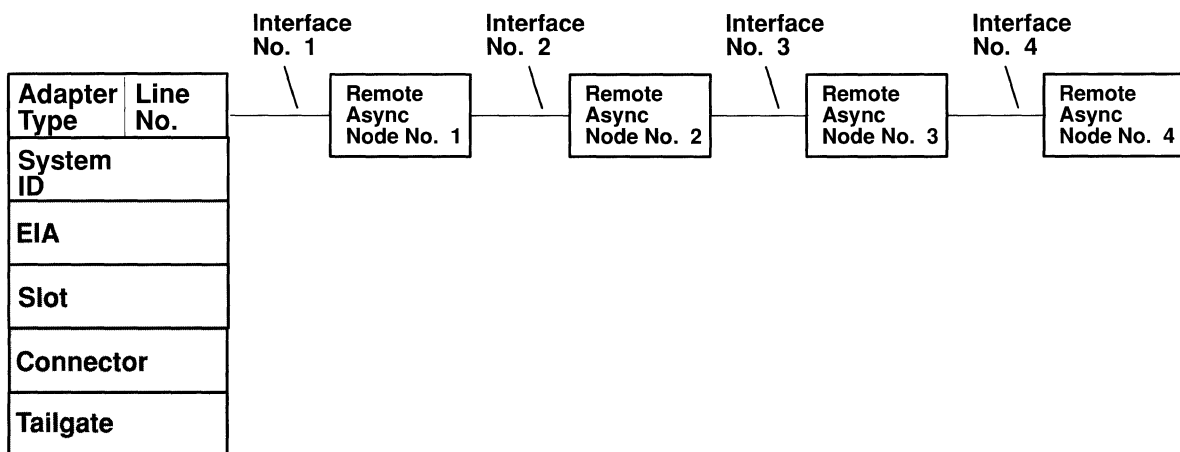 Interface
No. 1
Interface
No. 2
Interface
No. 3
Interface
No. 4
Adapter Type
Line No.
Remote
Async
Node No. 1
Remote
Async
Node No. 2
Remote
Async
Node No. 3
Remote
Async
Node No. 4
System
ID
EIA
Slot
Connector
Tailgate